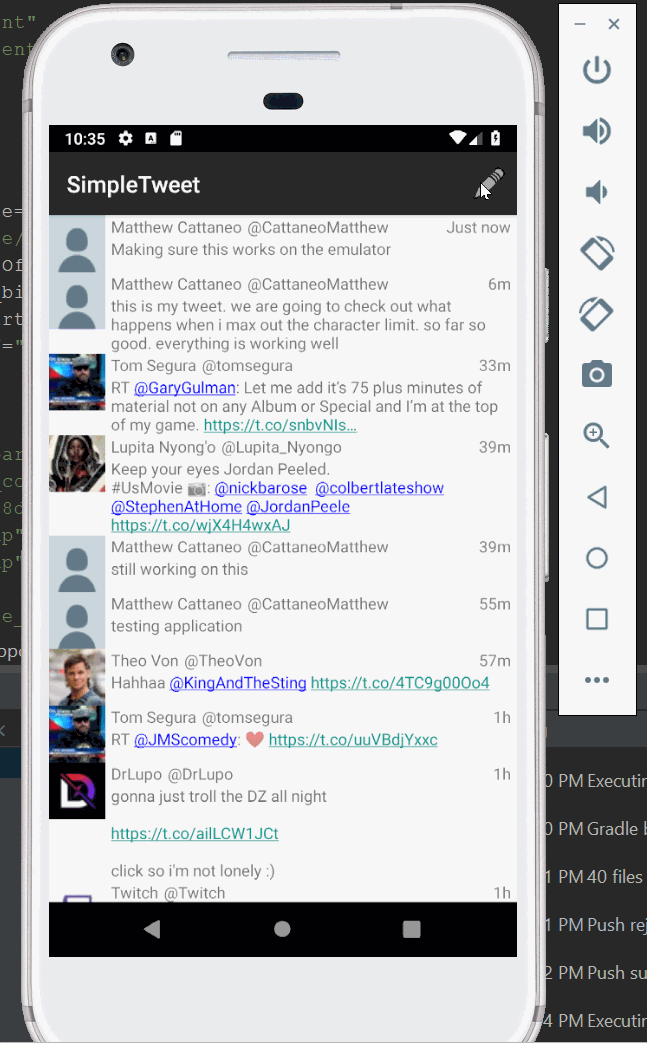 nt"
ent
10:35
SimpleTweet
Matthew Cattaneo @CattaneoMatthew Just now
Making sure this works on the emulator
Matthew Cattaneo @CattaneoMatthew 6m
this is my tweet. we are going to check out what
happens when i max out the character limit. so far so
good. everything is working well
Tom Segura @tomsegura 33m
RT @GaryGulman: Let me add it's 75 plus minutes of
material not on any Album or Special and I'm at the top
of my game. https://t.co/snbvNIs…
Lupita Nyong'o @Lupita_Nyongo 39m
Keep your eyes Jordan Peeled.
#UsMovie 📷: @nickbarose @colbertlateshow
@StephenAtHome @JordanPeele
https://t.co/wjX4H4wxAJ
Matthew Cattaneo @CattaneoMatthew 39m
still working on this
Matthew Cattaneo @CattaneoMatthew 55m
testing application
Theo Von @TheoVon 57m
Hahhaa @KingAndTheSting https://t.co/4TC9g00Oo4
Tom Segura @tomsegura 1h
RT @JMScomedy: ❤️ https://t.co/uuVBdjYxxc
DrLupo @DrLupo 1h
gonna just troll the DZ all night
https://t.co/ailLCW1JCt
click so i'm not lonely :)
Twitch @Twitch 1h
0 PM Executin
0 PM Gradle b
1 PM 40 files
1 PM Push rej
2 PM Push su
4 PM Executin